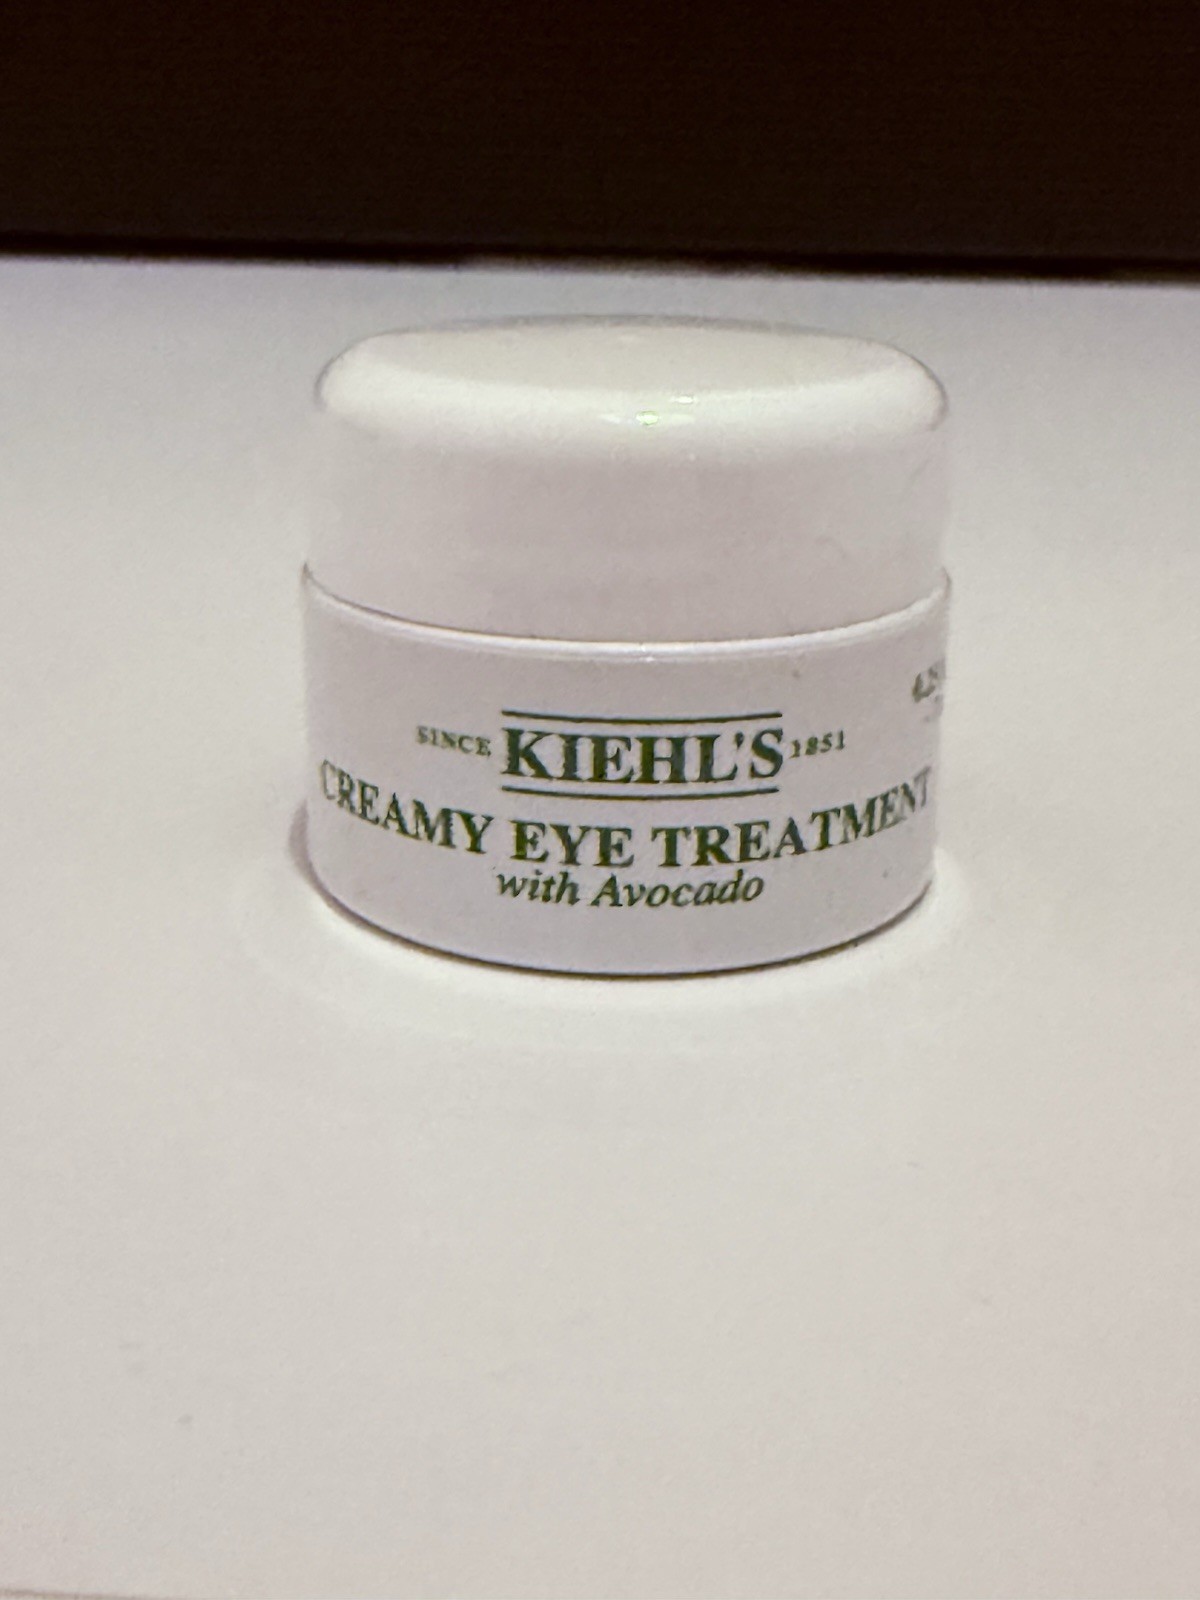 SINCE KIEHL'S 1851
CREAMY EYE TREATMENT
with Avocado